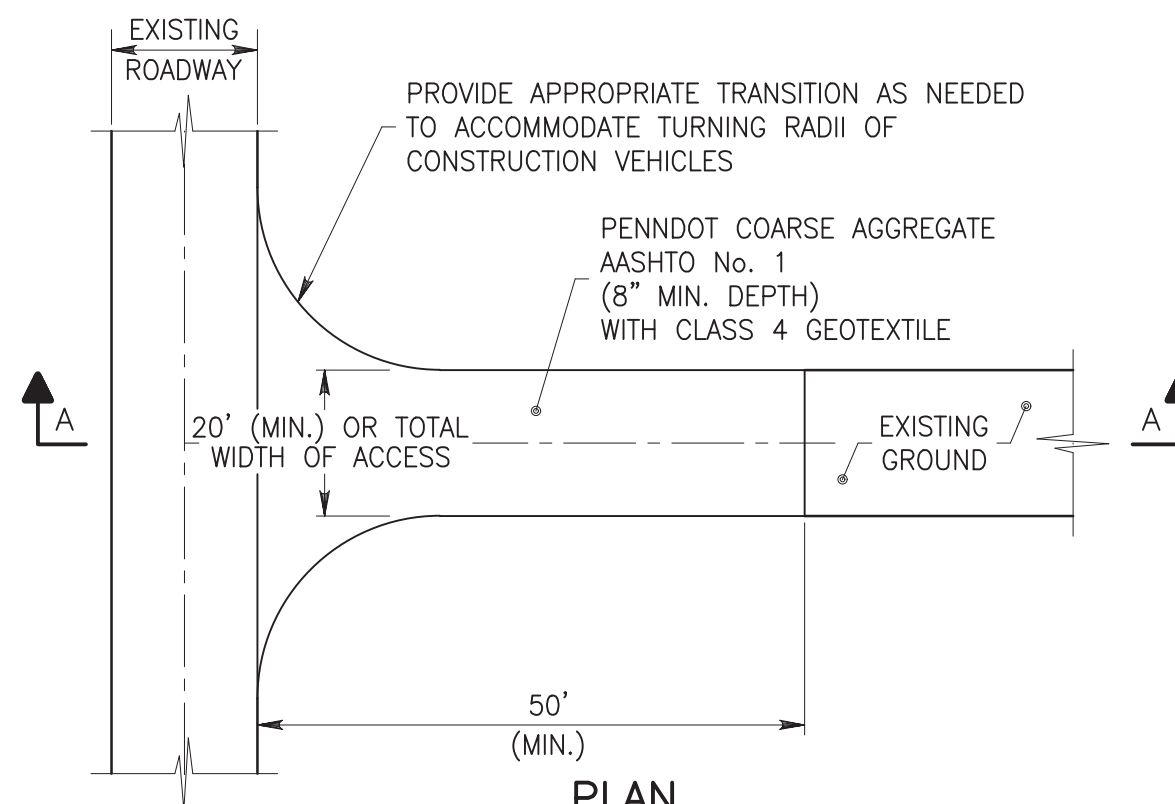 EXISTING
ROADWAY
PROVIDE APPROPRIATE TRANSITION AS NEEDED
TO ACCOMMODATE TURNING RADII OF
CONSTRUCTION VEHICLES
PENNDOT COARSE AGGREGATE
AASHTO No. 1
(8" MIN. DEPTH)
WITH CLASS 4 GEOTEXTILE
A
20' (MIN.) OR TOTAL
WIDTH OF ACCESS
EXISTING
GROUND
A
50'
(MIN.)
PLAN